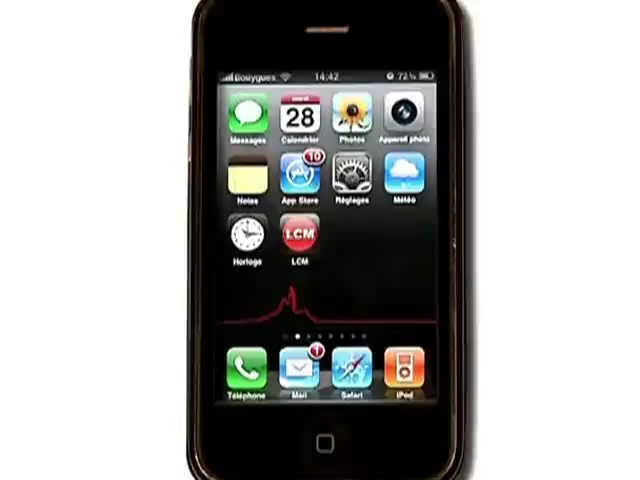 Bouygues 14:42 72 %
mardi
28
Messages Calendrier Photos Appareil photo
10
Notes App Store Réglages Météo
LCM
Horloge LCM
1
Téléphone Mail Safari iPod